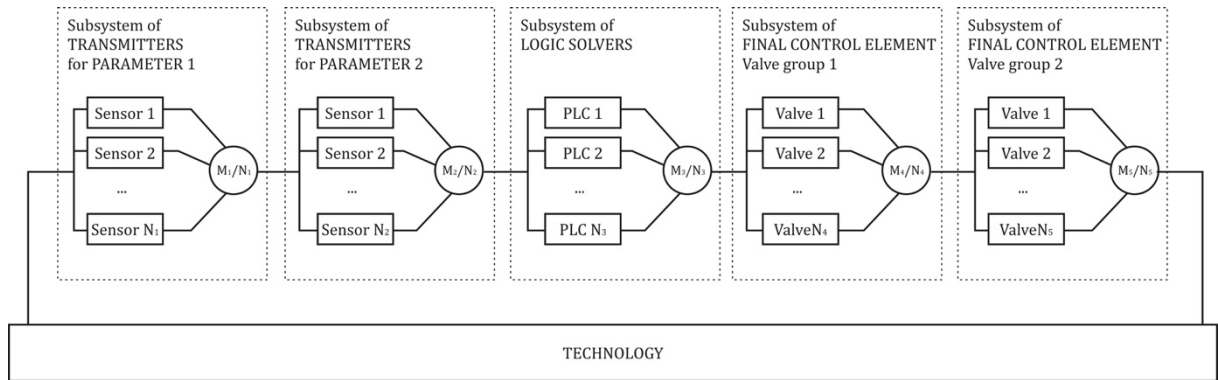 Subsystem of
TRANSMITTERS
for PARAMETER 1
Sensor 1
Sensor 2
...
Sensor N₁
M₁/N₁
Subsystem of
TRANSMITTERS
for PARAMETER 2
Sensor 1
Sensor 2
...
Sensor N₂
M₂/N₂
Subsystem of
LOGIC SOLVERS
PLC 1
PLC 2
...
PLC N₃
M₃/N₃
Subsystem of
FINAL CONTROL ELEMENT
Valve group 1
Valve 1
Valve 2
...
ValveN₄
M₄/N₄
Subsystem of
FINAL CONTROL ELEMENT
Valve group 2
Valve 1
Valve 2
...
ValveN₅
M₅/N₅
TECHNOLOGY